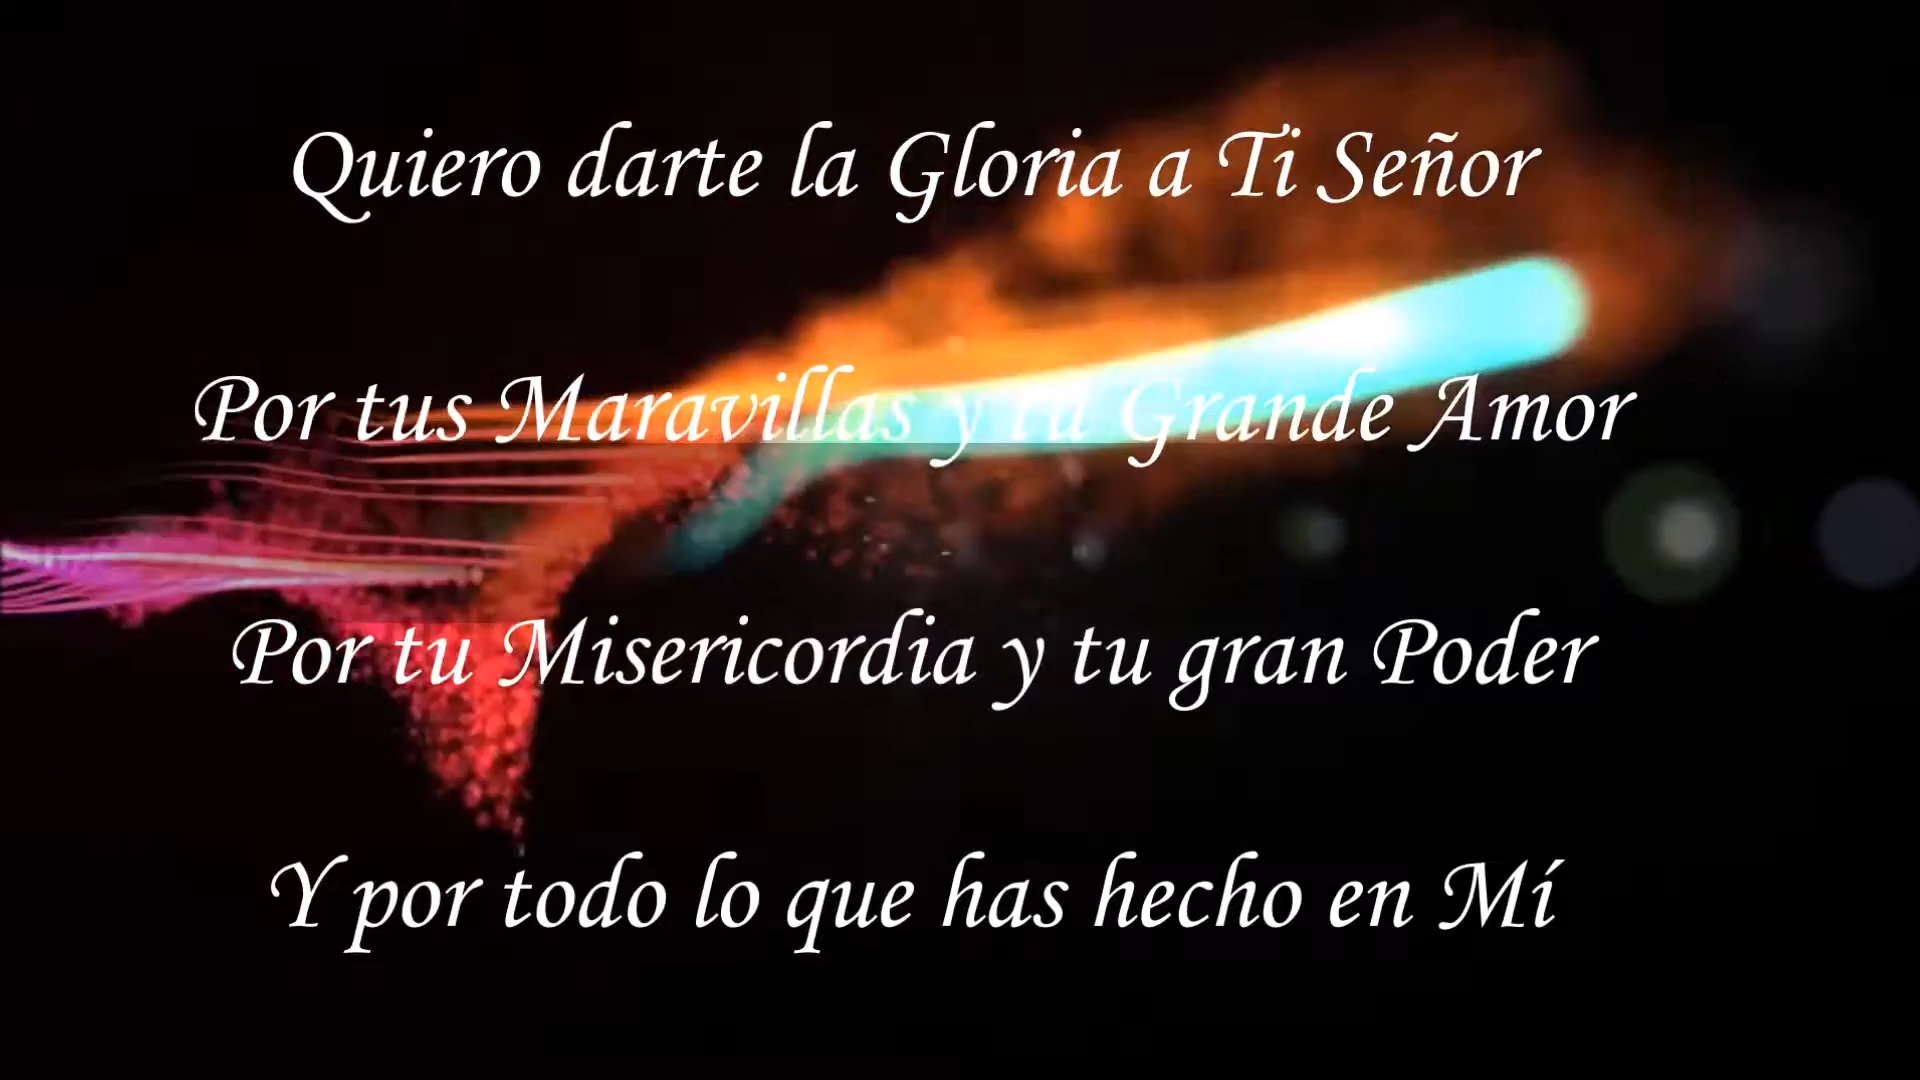 Quiero darte la Gloria a Ti Señor
Por tus Maravillas y tu Grande Amor
Por tu Misericordia y tu gran Poder
Y por todo lo que has hecho en Mí